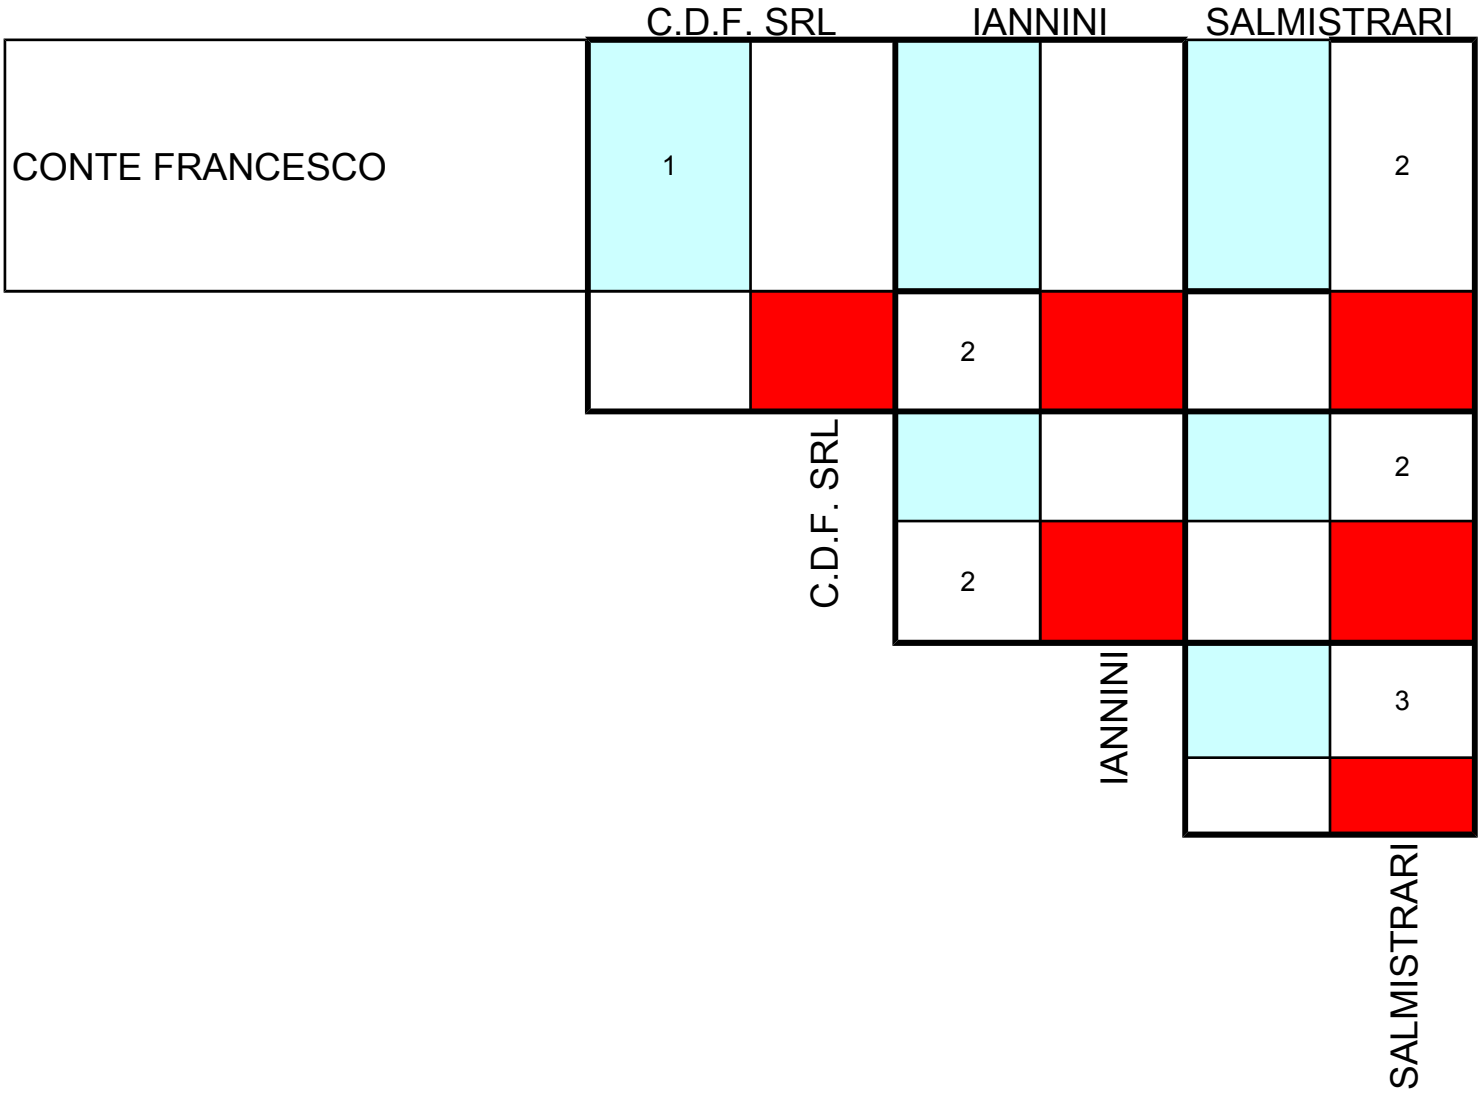 C.D.F. SRL IANNINI SALMISTRARI
CONTE FRANCESCO 1 2
2
C.D.F. SRL
2
2
IANNINI
3
SALMISTRARI